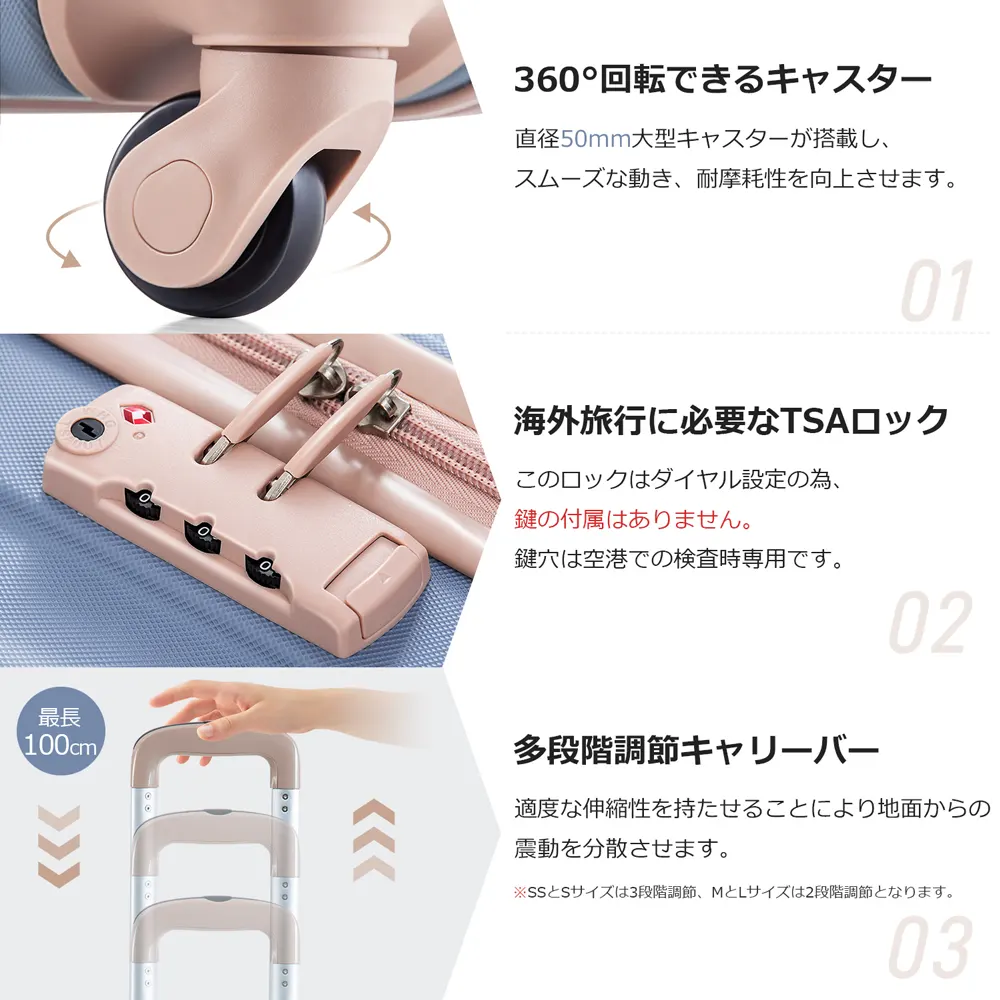 360°回転できるキャスター
直径50mm大型キャスターが搭載し、
スムーズな動き、耐摩耗性を向上させます。
01
海外旅行に必要なTSAロック
このロックはダイヤル設定の為、
鍵の付属はありません。
鍵穴は空港での検査時専用です。
0
0
0
02
最長
100cm
多段階調節キャリーバー
適度な伸縮性を持たせることにより地面からの
震動を分散させます。
※SSとSサイズは3段階調節、MとLサイズは2段階調節となります。
03